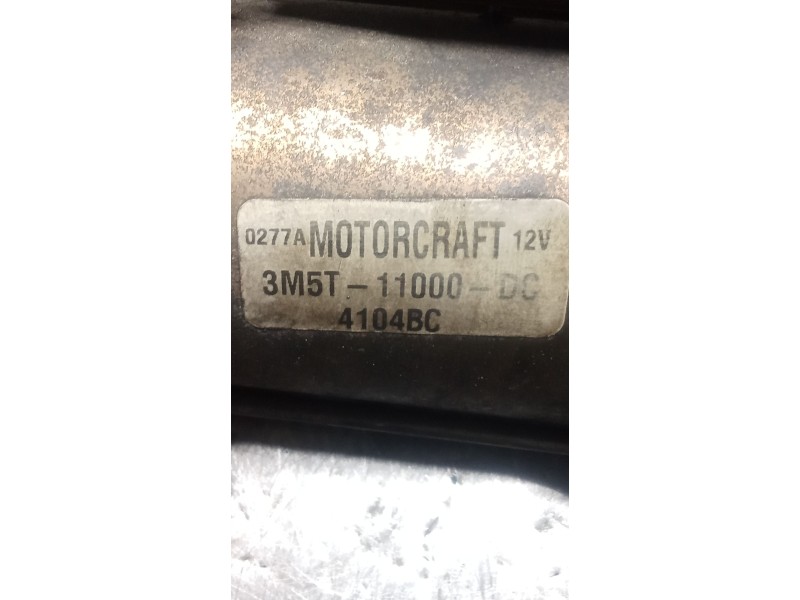 0277A MOTORCRAFT 12V
3M5T-11000-DC
4104BC